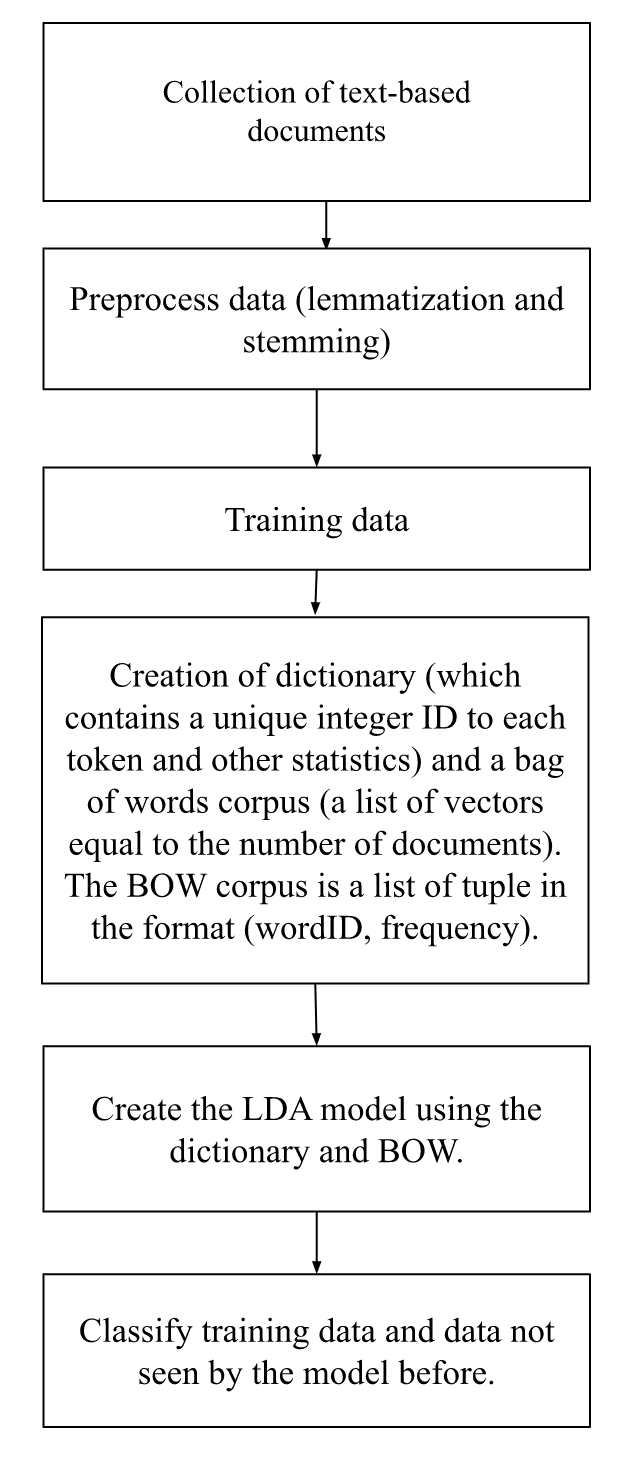 Collection of text-based
documents
Preprocess data (lemmatization and
stemming)
Training data
Creation of dictionary (which
contains a unique integer ID to each
token and other statistics) and a bag
of words corpus (a list of vectors
equal to the number of documents).
The BOW corpus is a list of tuple in
the format (wordID, frequency).
Create the LDA model using the
dictionary and BOW.
Classify training data and data not
seen by the model before.